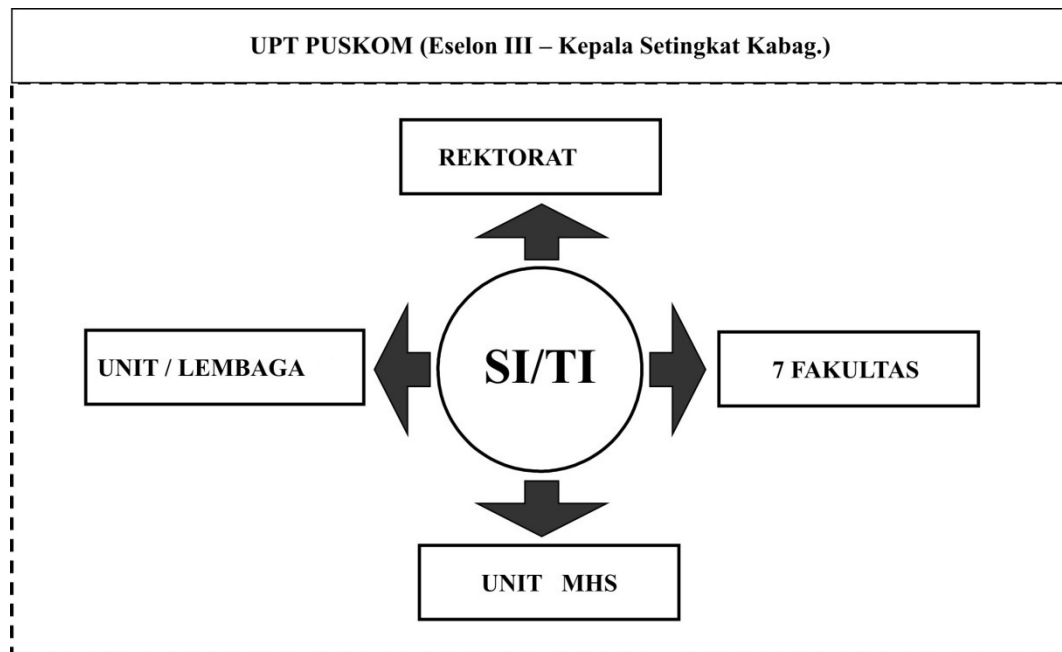 UPT PUSKOM (Eselon III – Kepala Setingkat Kabag.)
REKTORAT
UNIT / LEMBAGA
SI/TI
7 FAKULTAS
UNIT MHS